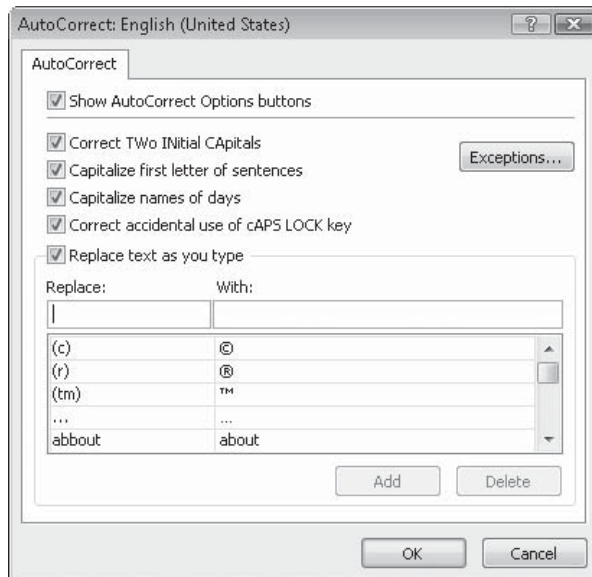 AutoCorrect: English (United States)
AutoCorrect
Show AutoCorrect Options buttons
Correct TWo INitial CApitals
Exceptions...
Capitalize first letter of sentences
Capitalize names of days
Correct accidental use of cAPS LOCK key
Replace text as you type
Replace: With:
(c) ©
(r) ®
(tm) ™
... ...
abbout about
Add Delete
OK Cancel